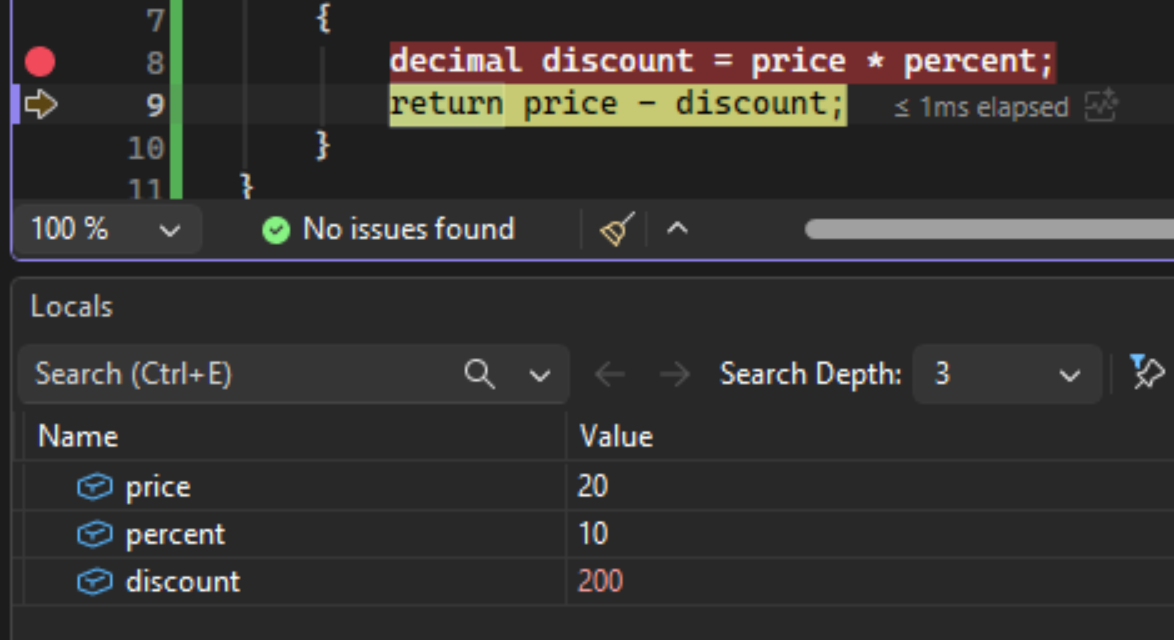 7 {
8 decimal discount = price * percent;
9 return price - discount; ≤ 1ms elapsed
10 }
11 }
100 % No issues found
Locals
Search (Ctrl+E) Search Depth: 3
Name Value
price 20
percent 10
discount 200